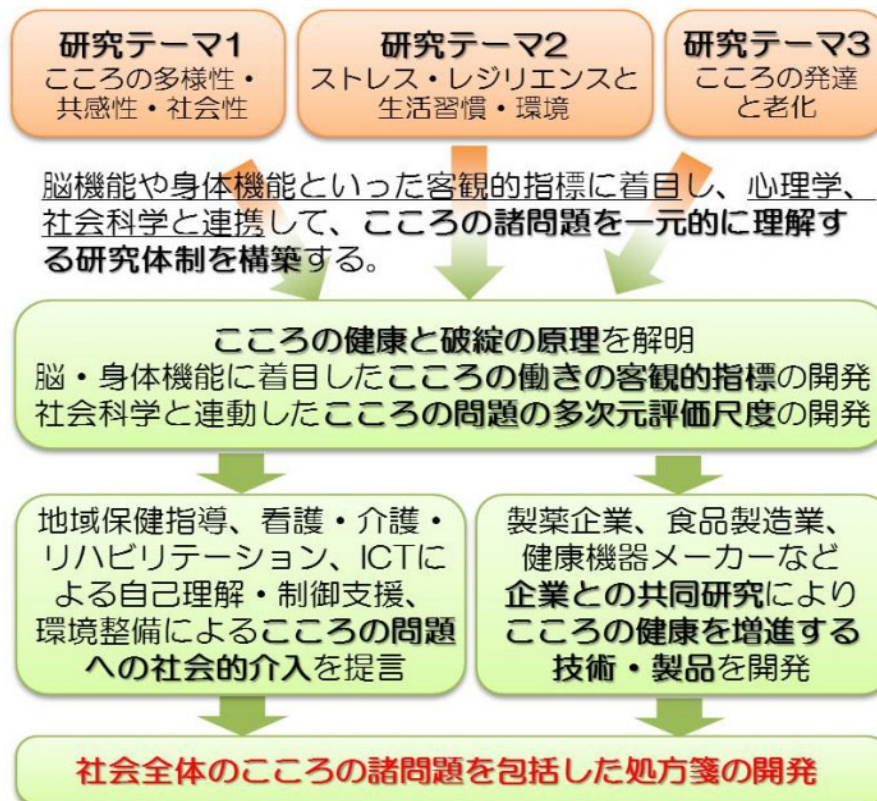 研究テーマ1
こころの多様性・
共感性・社会性
研究テーマ2
ストレス・レジリエンスと
生活習慣・環境
研究テーマ3
こころの発達
と老化
脳機能や身体機能といった客観的指標に着目し、心理学、
社会科学と連携して、こころの諸問題を一元的に理解す
る研究体制を構築する。
こころの健康と破綻の原理を解明
脳・身体機能に着目したこころの働きの客観的指標の開発
社会科学と連動したこころの問題の多次元評価尺度の開発
地域保健指導、看護・介護・
リハビリテーション、ICTに
よる自己理解・制御支援、
環境整備によるこころの問題
への社会的介入を提言
製薬企業、食品製造業、
健康機器メーカーなど
企業との共同研究により
こころの健康を増進する
技術・製品を開発
社会全体のこころの諸問題を包括した処方箋の開発